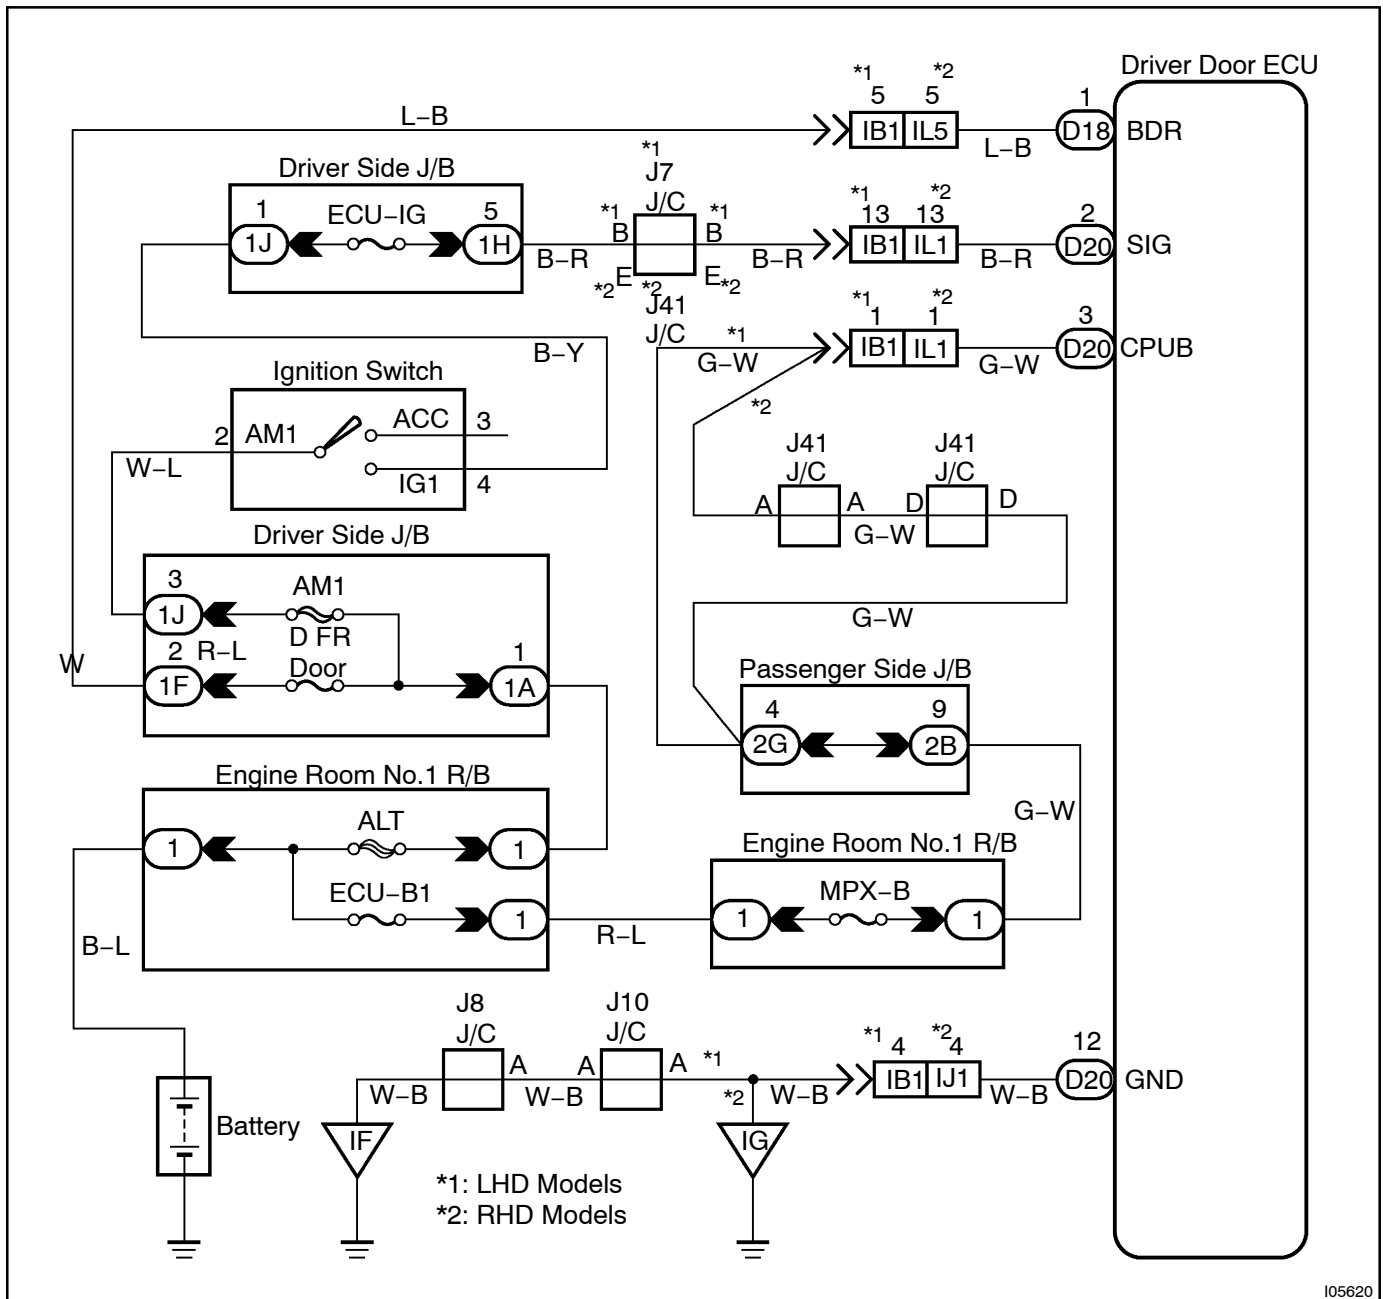 Driver Door ECU
*1 *2
5 5
1
L–B
IB1 IL5
L–B
D18 BDR
Driver Side J/B
*1
J7
J/C
1 ECU–IG 5
1J 1H
B–R
*1 B B *1
*2 E E *2
B–R
*1 *2
13 13
IB1 IL1
B–R
2
D20 SIG
*2
J41
J/C
*1
G–W
*1 *2
1 1
IB1 IL1
G–W
3
D20 CPUB
B–Y
*2
Ignition Switch
2 AM1 ACC 3
IG1 4
W–L
J41
J/C
J41
J/C
A A D D
G–W
G–W
Driver Side J/B
3 AM1
1J
D FR
2 R–L Door 1
W 1F 1A
Passenger Side J/B
4 9
2G 2B
G–W
Engine Room No.1 R/B
ALT
1 1
ECU–B1
1
R–L
B–L
Engine Room No.1 R/B
MPX–B
1 1
J8
J/C
J10
J/C
W–B A W–B A A *1
*2 W–B
*1 *2
4 4
IB1 IJ1
W–B
12
D20 GND
Battery
IF
IG
*1: LHD Models
*2: RHD Models
I05620